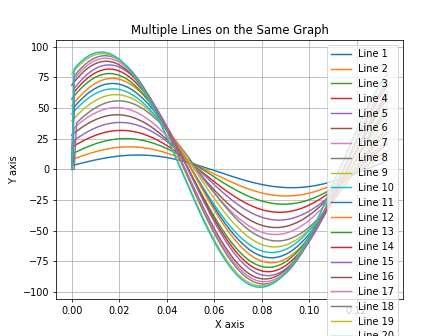 Multiple Lines on the Same Graph
100
75
50
25
0
−25
−50
−75
−100
Y axis
0.00
0.02
0.04
0.06
0.08
0.10
X axis
Line 1
Line 2
Line 3
Line 4
Line 5
Line 6
Line 7
Line 8
Line 9
Line 10
Line 11
Line 12
Line 13
Line 14
Line 15
Line 16
Line 17
Line 18
Line 19
Line 20